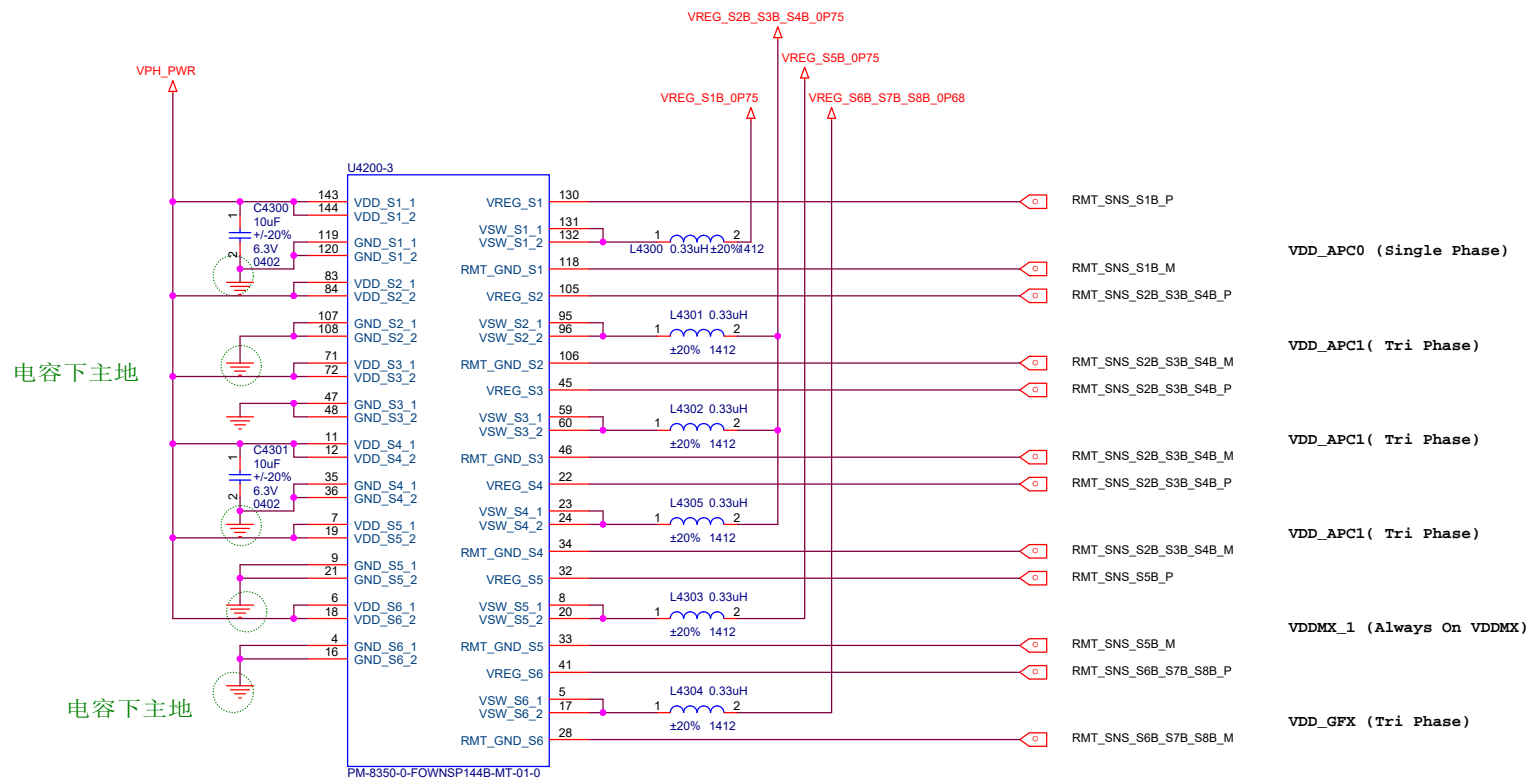 VREG_S2B_S3B_S4B_0P75
VREG_S5B_0P75
VPH_PWR
VREG_S1B_0P75
VREG_S6B_S7B_S8B_0P68
U4200-3
143 VDD_S1_1
144 VDD_S1_2
C4300
10uF
+/-20%
6.3V
0402
1
2
119 GND_S1_1
120 GND_S1_2
83 VDD_S2_1
84 VDD_S2_2
107 GND_S2_1
108 GND_S2_2
电容下主地
71 VDD_S3_1
72 VDD_S3_2
47 GND_S3_1
48 GND_S3_2
11 VDD_S4_1
12 VDD_S4_2
C4301
10uF
+/-20%
6.3V
0402
1
2
35 GND_S4_1
36 GND_S4_2
7 VDD_S5_1
19 VDD_S5_2
9 GND_S5_1
21 GND_S5_2
6 VDD_S6_1
18 VDD_S6_2
4 GND_S6_1
16 GND_S6_2
电容下主地
VREG_S1 130 RMT_SNS_S1B_P
VSW_S1_1 131
VSW_S1_2 132
1 2
L4300 0.33uH ±20% 1412
VDD_APC0 (Single Phase)
RMT_GND_S1 118 RMT_SNS_S1B_M
VREG_S2 105 RMT_SNS_S2B_S3B_S4B_P
VSW_S2_1 95
VSW_S2_2 96
L4301 0.33uH
1 2
±20% 1412
VDD_APC1( Tri Phase)
RMT_GND_S2 106 RMT_SNS_S2B_S3B_S4B_M
VREG_S3 45 RMT_SNS_S2B_S3B_S4B_P
VSW_S3_1 59
VSW_S3_2 60
L4302 0.33uH
1 2
±20% 1412
VDD_APC1( Tri Phase)
RMT_GND_S3 46 RMT_SNS_S2B_S3B_S4B_M
VREG_S4 22 RMT_SNS_S2B_S3B_S4B_P
VSW_S4_1 23
VSW_S4_2 24
L4305 0.33uH
1 2
±20% 1412
VDD_APC1( Tri Phase)
RMT_GND_S4 34 RMT_SNS_S2B_S3B_S4B_M
VREG_S5 32 RMT_SNS_S5B_P
VSW_S5_1 8
VSW_S5_2 20
L4303 0.33uH
1 2
±20% 1412
VDDMX_1 (Always On VDDMX)
RMT_GND_S5 33 RMT_SNS_S5B_M
VREG_S6 41 RMT_SNS_S6B_S7B_S8B_P
VSW_S6_1 5
VSW_S6_2 17
L4304 0.33uH
1 2
±20% 1412
VDD_GFX (Tri Phase)
RMT_GND_S6 28 RMT_SNS_S6B_S7B_S8B_M
PM-8350-0-FOWNSP144B-MT-01-0